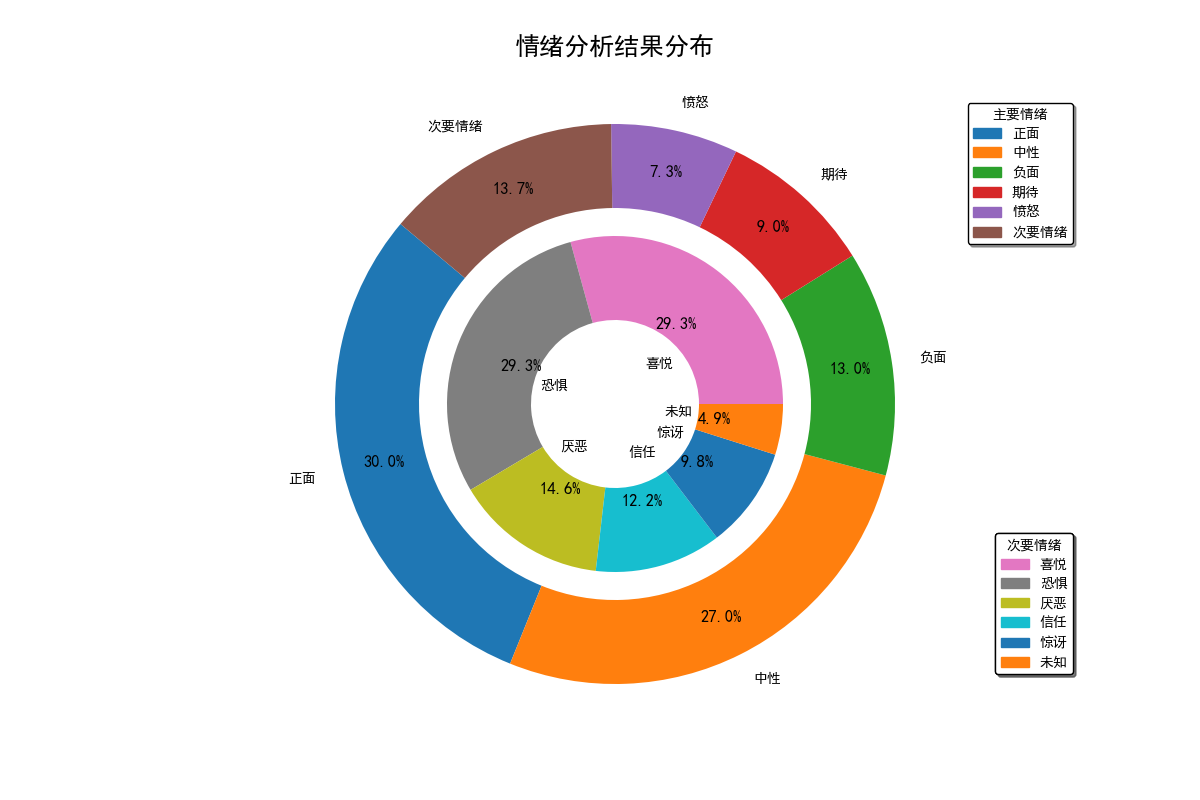 情绪分析结果分布
愤怒
次要情绪
期待
7.3%
13.7%
9.0%
负面
13.0%
正面
30.0%
27.0%
中性
29.3%
喜悦
29.3%
恐惧
未知
4.9%
惊讶
9.8%
信任
12.2%
厌恶
14.6%
主要情绪
正面
中性
负面
期待
愤怒
次要情绪
次要情绪
喜悦
恐惧
厌恶
信任
惊讶
未知